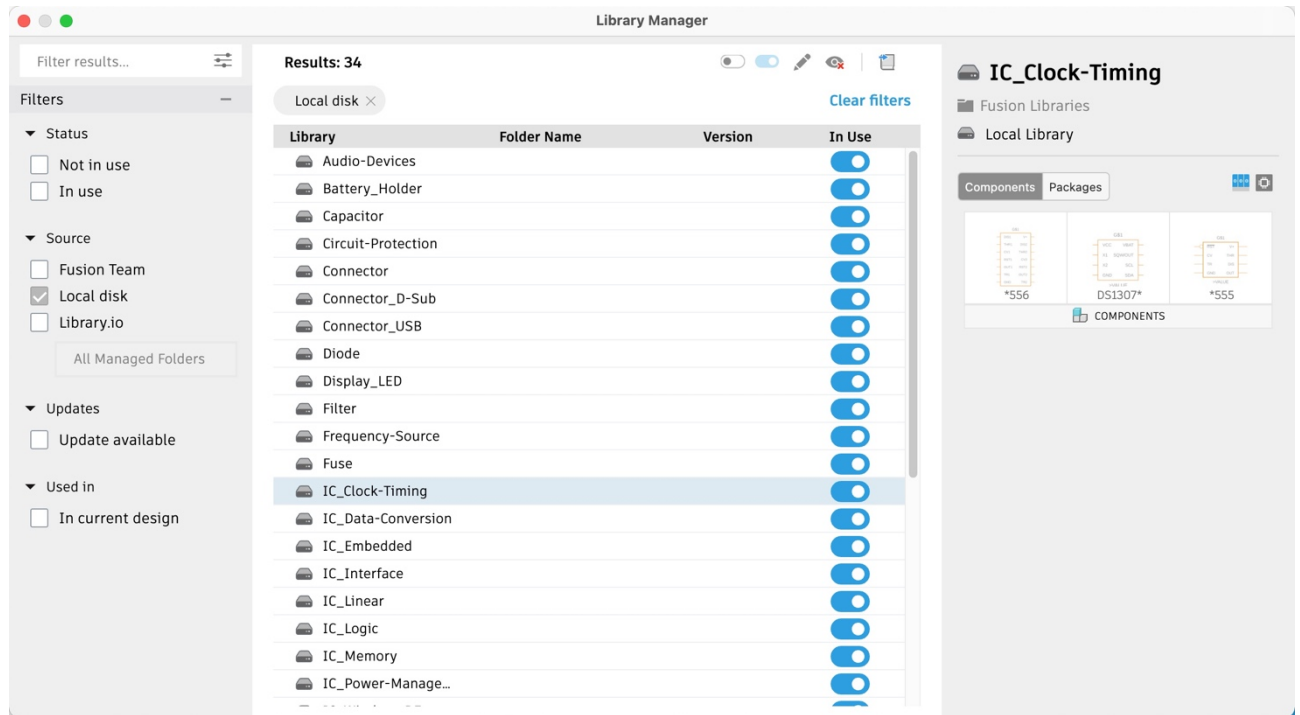 Library Manager
Filter results...
Filters
Status
Not in use
In use
Source
Fusion Team
Local disk
Library.io
All Managed Folders
Updates
Update available
Used in
In current design
Results: 34
Local disk
Clear filters
Library Folder Name Version In Use
Audio-Devices
Battery_Holder
Capacitor
Circuit-Protection
Connector
Connector_D-Sub
Connector_USB
Diode
Display_LED
Filter
Frequency-Source
Fuse
IC_Clock-Timing
IC_Data-Conversion
IC_Embedded
IC_Interface
IC_Linear
IC_Logic
IC_Memory
IC_Power-Manage...
IC_Clock-Timing
Fusion Libraries
Local Library
Components Packages
*556 DS1307* *555
COMPONENTS